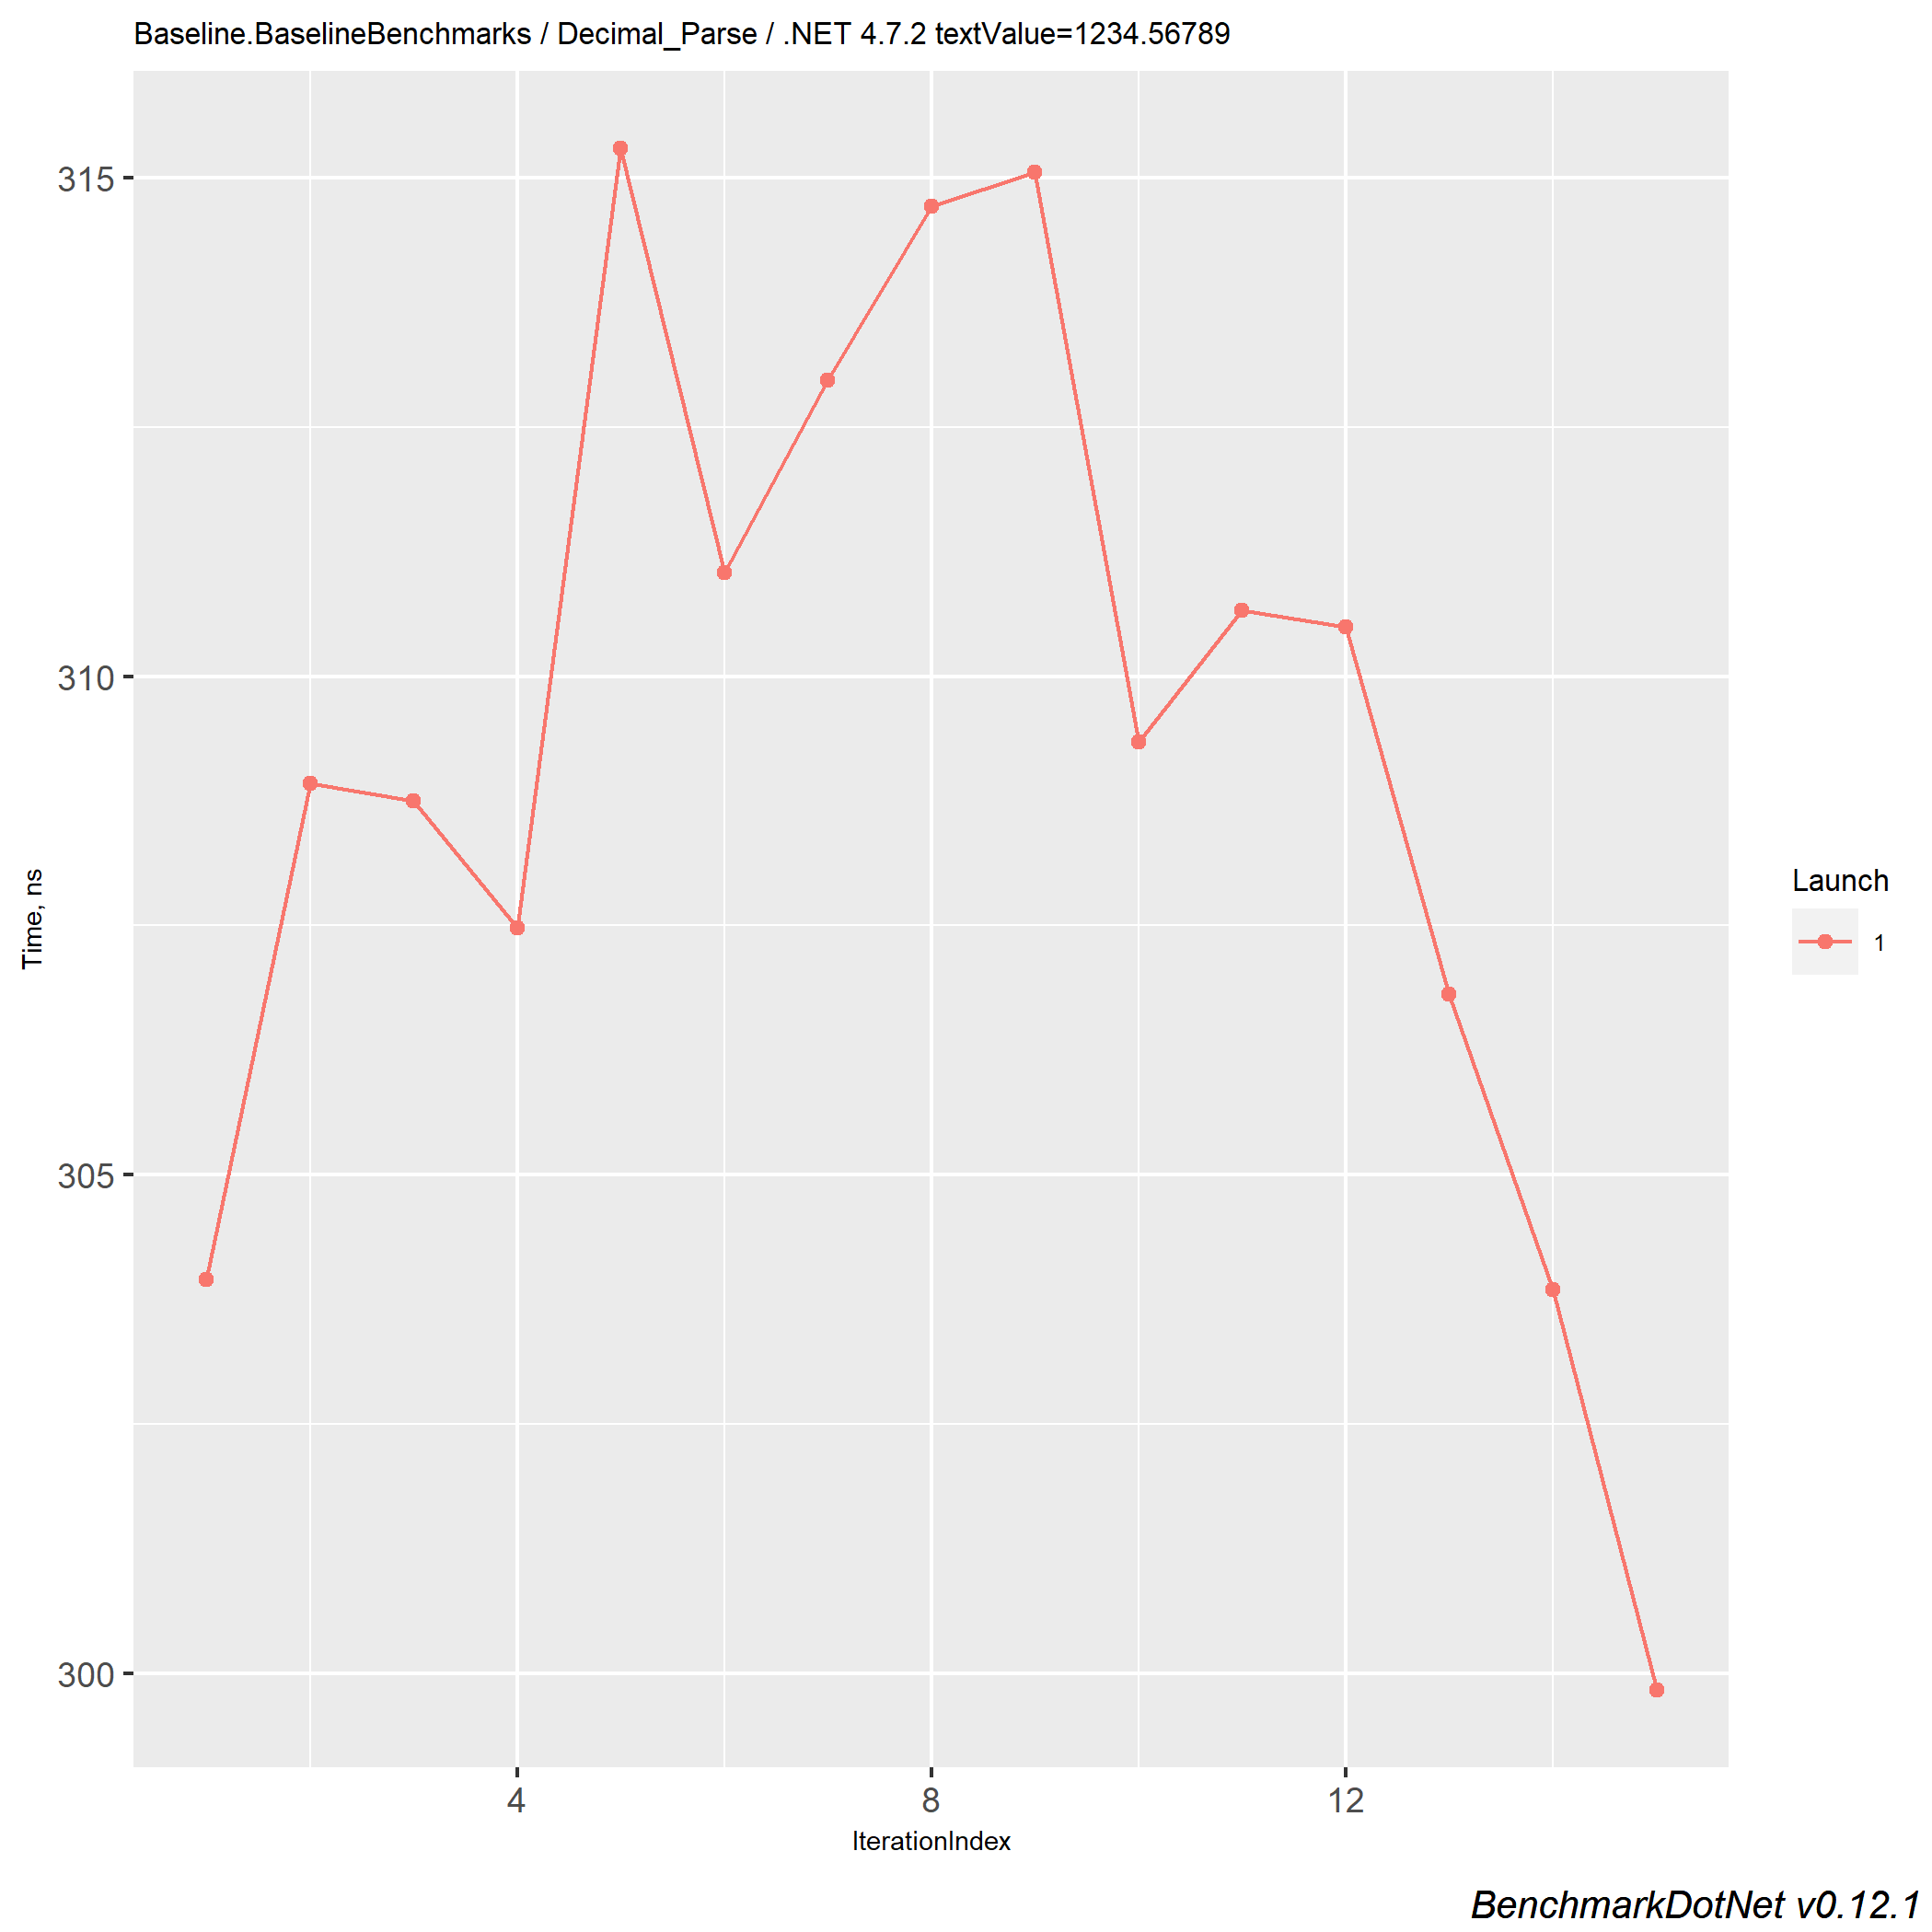 Baseline.BaselineBenchmarks / Decimal_Parse / .NET 4.7.2 textValue=1234.56789
315
310
305
300
Time, ns
4 8 12
IterationIndex
Launch
1
BenchmarkDotNet v0.12.1